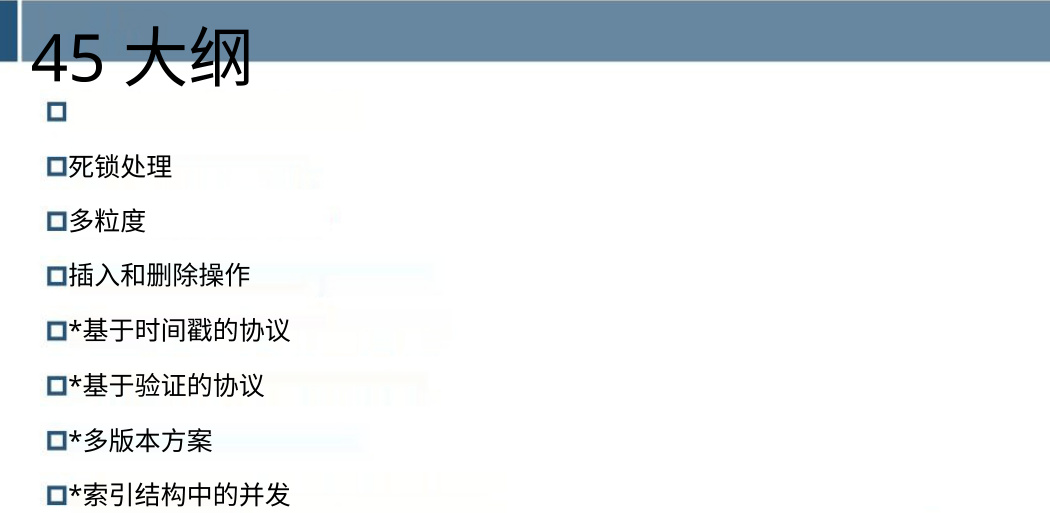 45 大纲
死锁处理
多粒度
插入和删除操作
*基于时间戳的协议
*基于验证的协议
*多版本方案
*索引结构中的并发